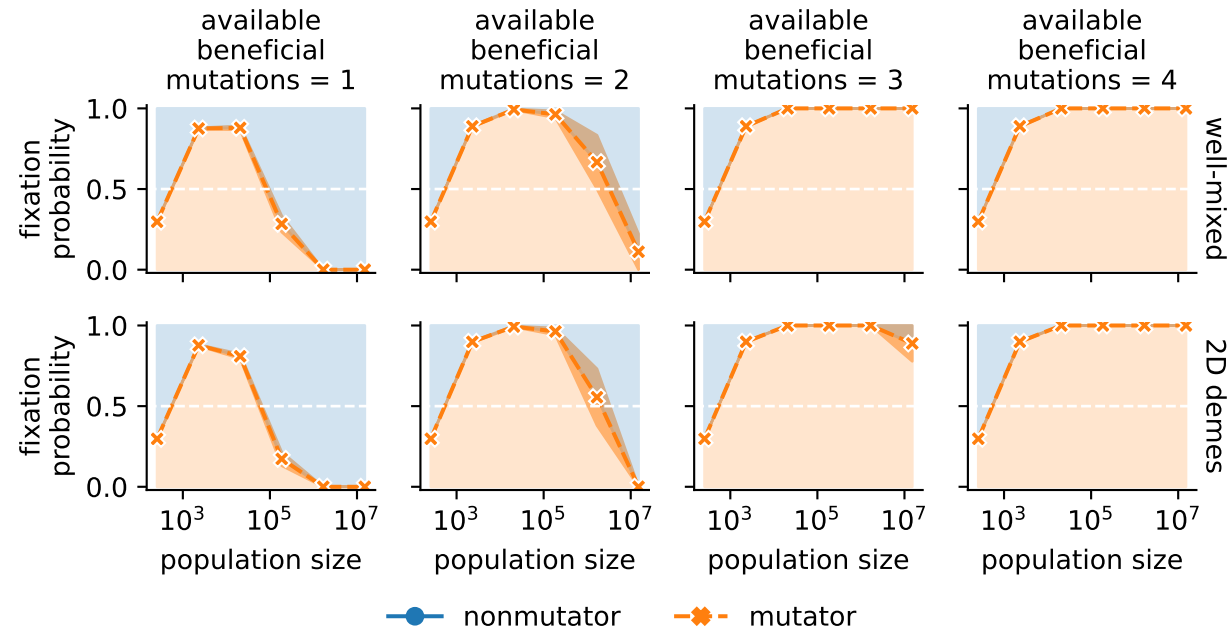 available
beneficial
mutations = 1
available
beneficial
mutations = 2
available
beneficial
mutations = 3
available
beneficial
mutations = 4
fixation
probability
1.0
0.5
0.0
well-mixed
fixation
probability
1.0
0.5
0.0
2D demes
10³ 10⁵ 10⁷
10³ 10⁵ 10⁷
10³ 10⁵ 10⁷
10³ 10⁵ 10⁷
population size
population size
population size
population size
nonmutator
mutator